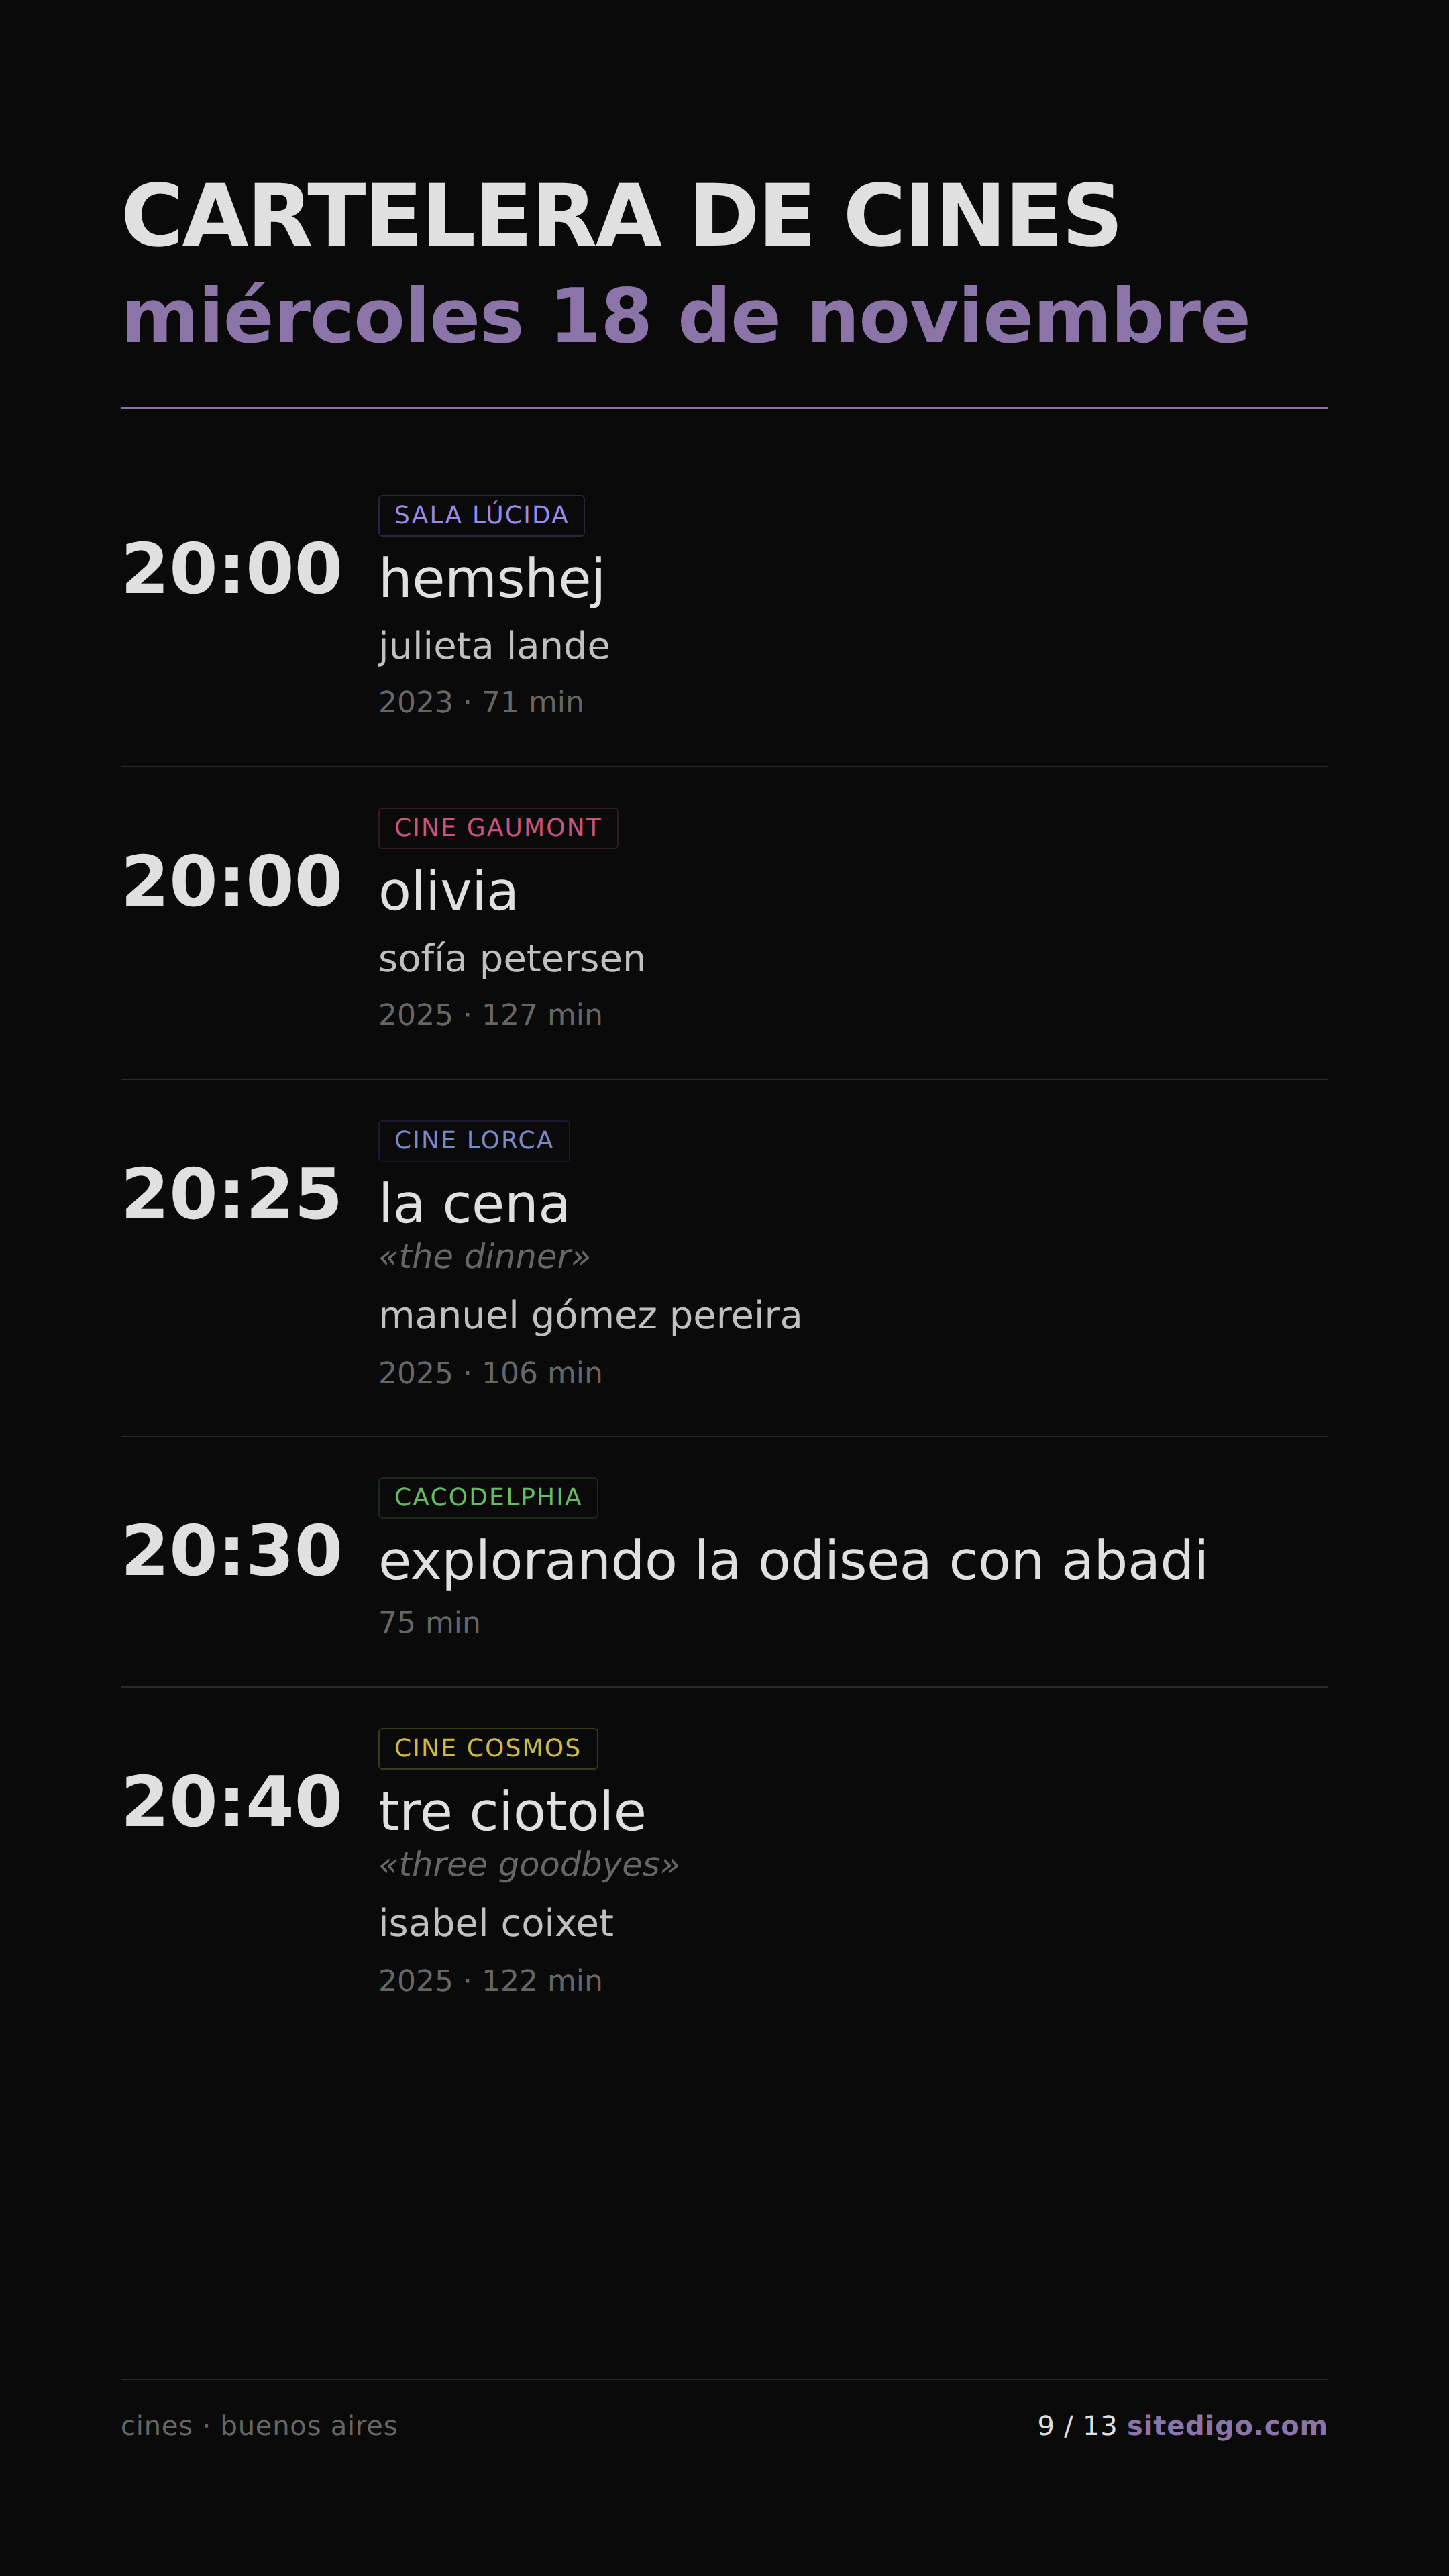 CARTELERA DE CINES
miércoles 18 de noviembre
SALA LÚCIDA
20:00
hemshej
julieta lande
2023 · 71 min
CINE GAUMONT
20:00
olivia
sofía petersen
2025 · 127 min
CINE LORCA
20:25
la cena
«the dinner»
manuel gómez pereira
2025 · 106 min
CACODELPHIA
20:30
explorando la odisea con abadi
75 min
CINE COSMOS
20:40
tre ciotole
«three goodbyes»
isabel coixet
2025 · 122 min
cines · buenos aires
9 / 13 sitedigo.com